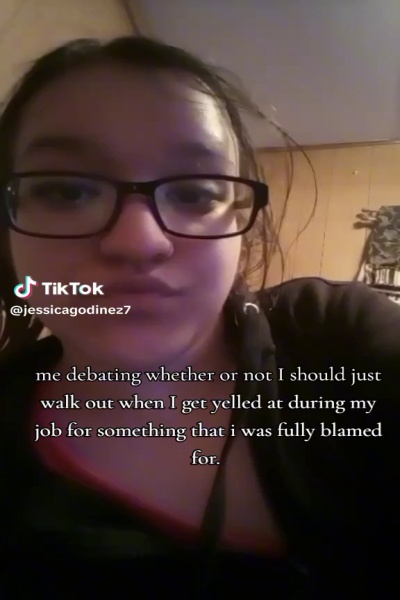 TikTok
@jessicagodinez7
me debating whether or not I should just
walk out when I get yelled at during my
job for something that i was fully blamed
for.